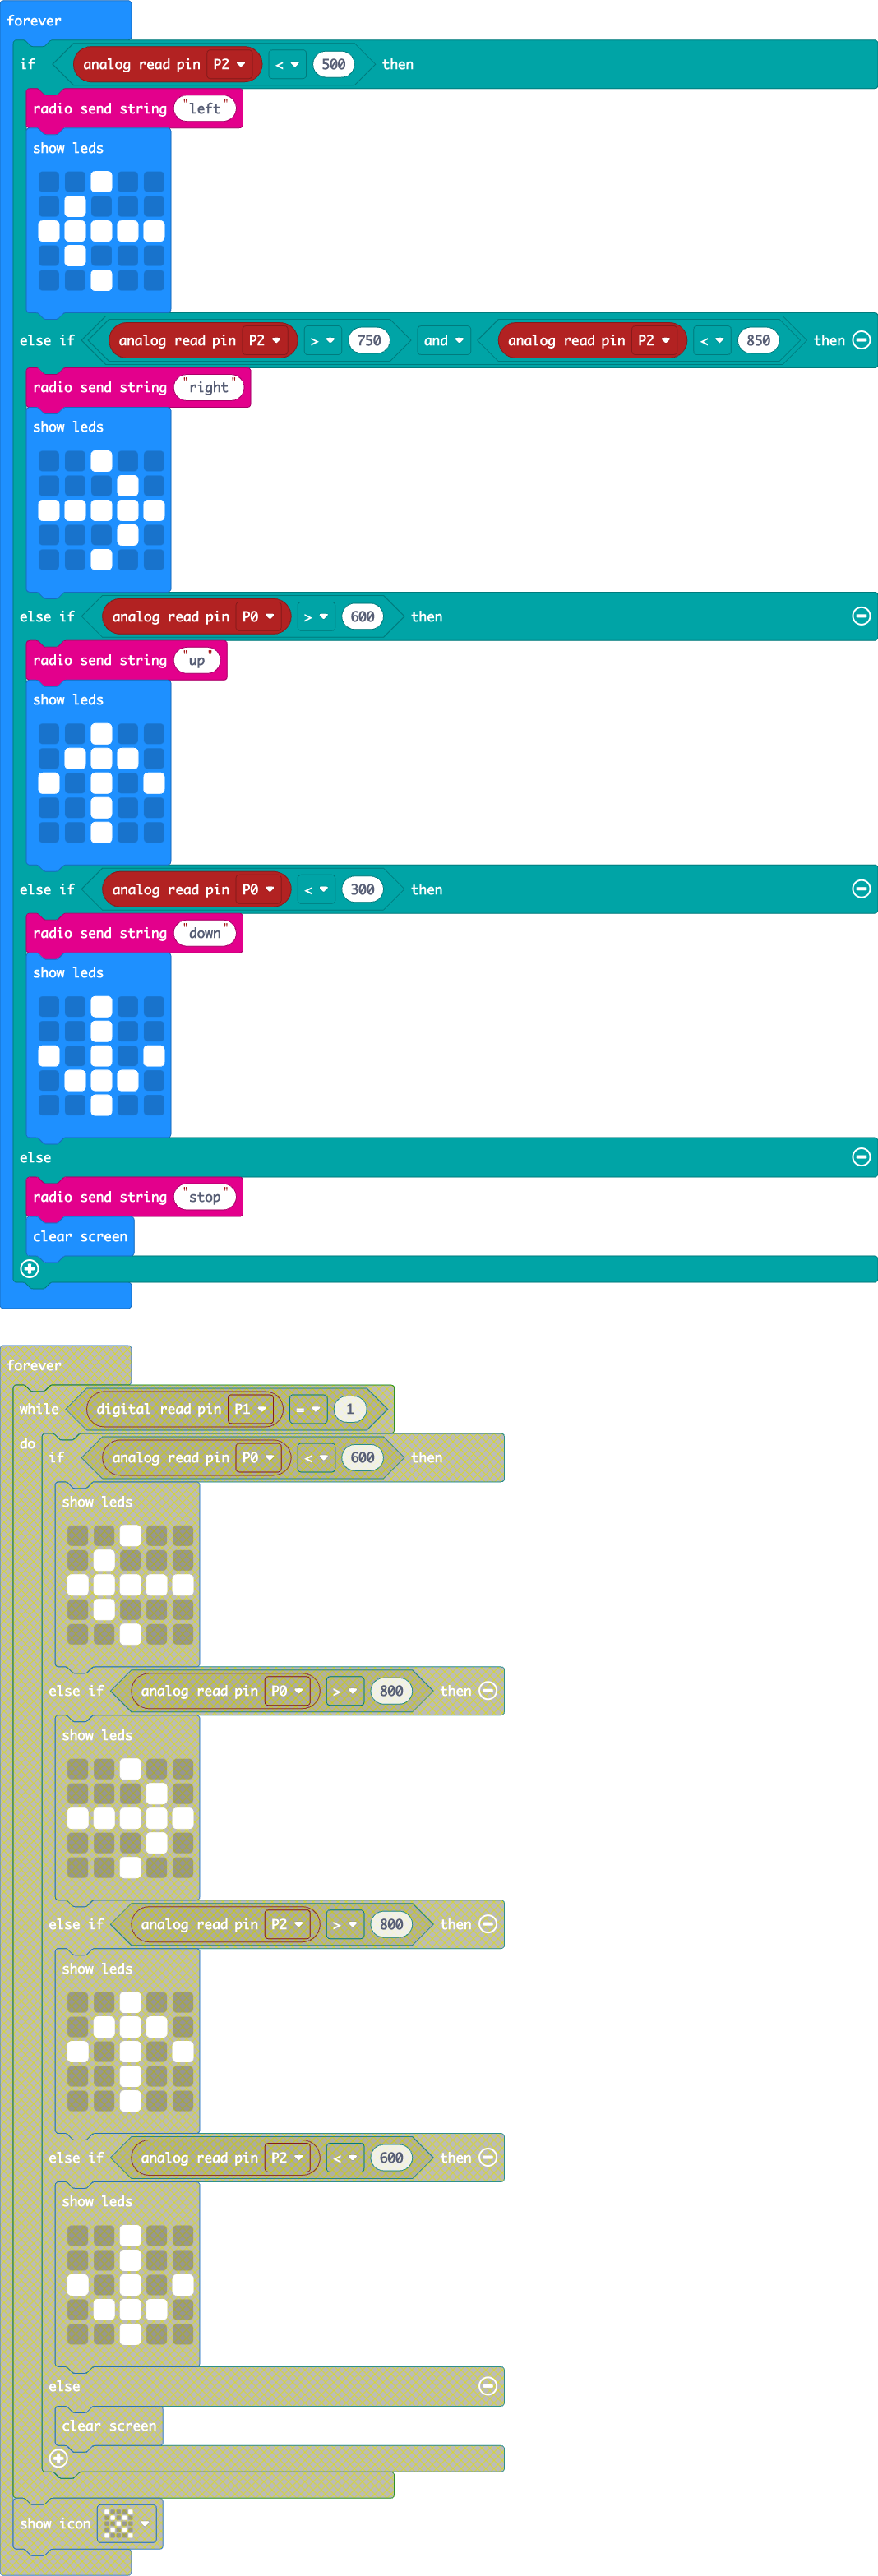 forever
if analog read pin P2 < 500 then
radio send string "left"
show leds
else if analog read pin P2 > 750 and analog read pin P2 < 850 then
radio send string "right"
show leds
else if analog read pin P0 > 600 then
radio send string "up"
show leds
else if analog read pin P0 < 300 then
radio send string "down"
show leds
else
radio send string "stop"
clear screen
forever
while digital read pin P1 = 1
do
if analog read pin P0 < 600 then
show leds
else if analog read pin P0 > 800 then
show leds
else if analog read pin P2 > 800 then
show leds
else if analog read pin P2 < 600 then
show leds
else
clear screen
show icon